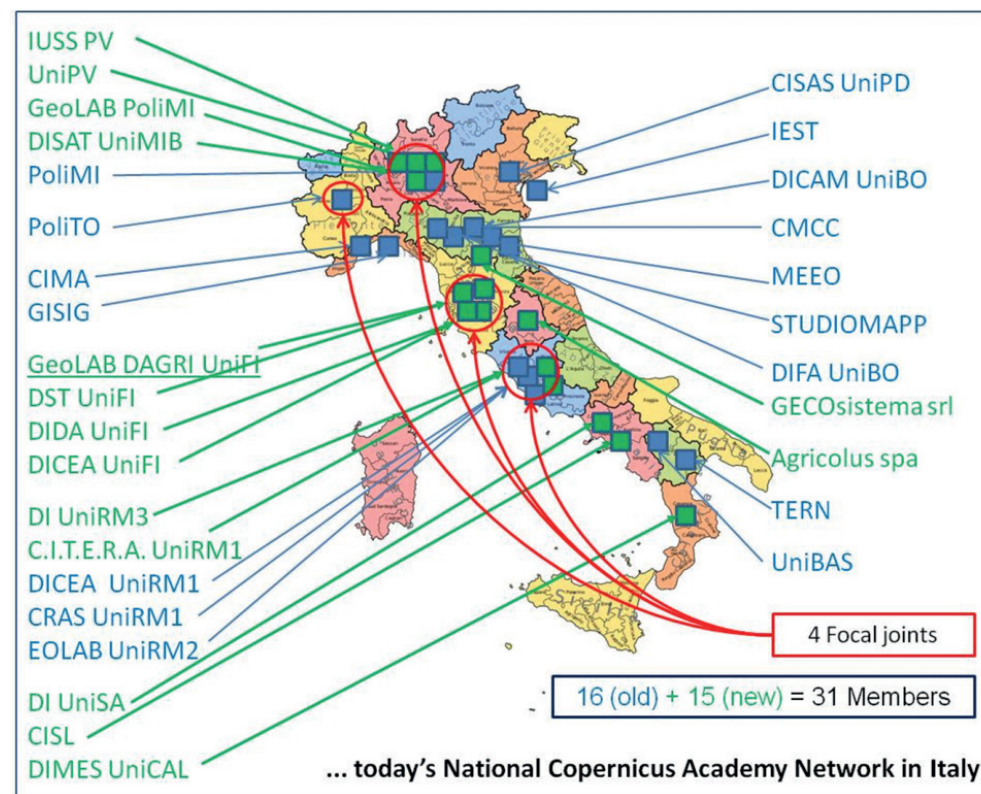 IUSS PV
UniPV
GeoLAB PoliMI
DISAT UniMIB
PoliMI
PoliTO
CIMA
GISIG
GeoLAB DAGRI UniFI
DST UniFI
DIDA UniFI
DICEA UniFI
DI UniRM3
C.I.T.E.R.A. UniRM1
DICEA UniRM1
CRAS UniRM1
EOLAB UniRM2
DI UniSA
CISL
DIMES UniCAL
CISAS UniPD
IEST
DICAM UniBO
CMCC
MEEO
STUDIOMAPP
DIFA UniBO
GECOsistema srl
Agricolus spa
TERN
UniBAS
4 Focal joints
16 (old) + 15 (new) = 31 Members
... today's National Copernicus Academy Network in Italy